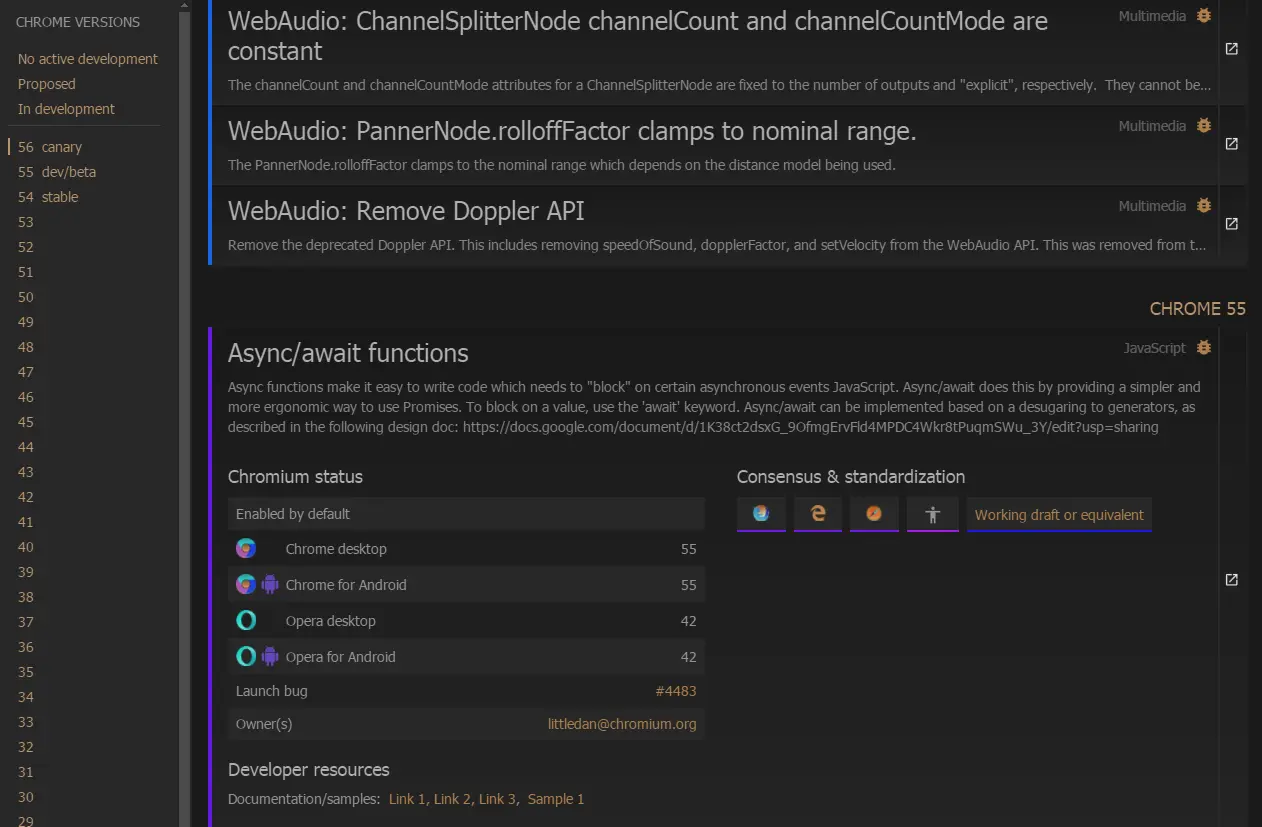 CHROME VERSIONS
No active development
Proposed
In development
56 canary
55 dev/beta
54 stable
53
52
51
50
49
48
47
46
45
44
43
42
41
40
39
38
37
36
35
34
33
32
31
30
29
WebAudio: ChannelSplitterNode channelCount and channelCountMode are
constant
Multimedia
The channelCount and channelCountMode attributes for a ChannelSplitterNode are fixed to the number of outputs and "explicit", respectively. They cannot be...
WebAudio: PannerNode.rolloffFactor clamps to nominal range.
Multimedia
The PannerNode.rolloffFactor clamps to the nominal range which depends on the distance model being used.
WebAudio: Remove Doppler API
Multimedia
Remove the deprecated Doppler API. This includes removing speedOfSound, dopplerFactor, and setVelocity from the WebAudio API. This was removed from t...
CHROME 55
Async/await functions
JavaScript
Async functions make it easy to write code which needs to "block" on certain asynchronous events JavaScript. Async/await does this by providing a simpler and
more ergonomic way to use Promises. To block on a value, use the 'await' keyword. Async/await can be implemented based on a desugaring to generators, as
described in the following design doc: https://docs.google.com/document/d/1K38ct2dsxG_9OfmgErvFld4MPDC4Wkr8tPuqmSWu_3Y/edit?usp=sharing
Chromium status
Enabled by default
Chrome desktop 55
Chrome for Android 55
Opera desktop 42
Opera for Android 42
Launch bug #4483
Owner(s) littledan@chromium.org
Consensus & standardization
Working draft or equivalent
Developer resources
Documentation/samples: Link 1, Link 2, Link 3, Sample 1